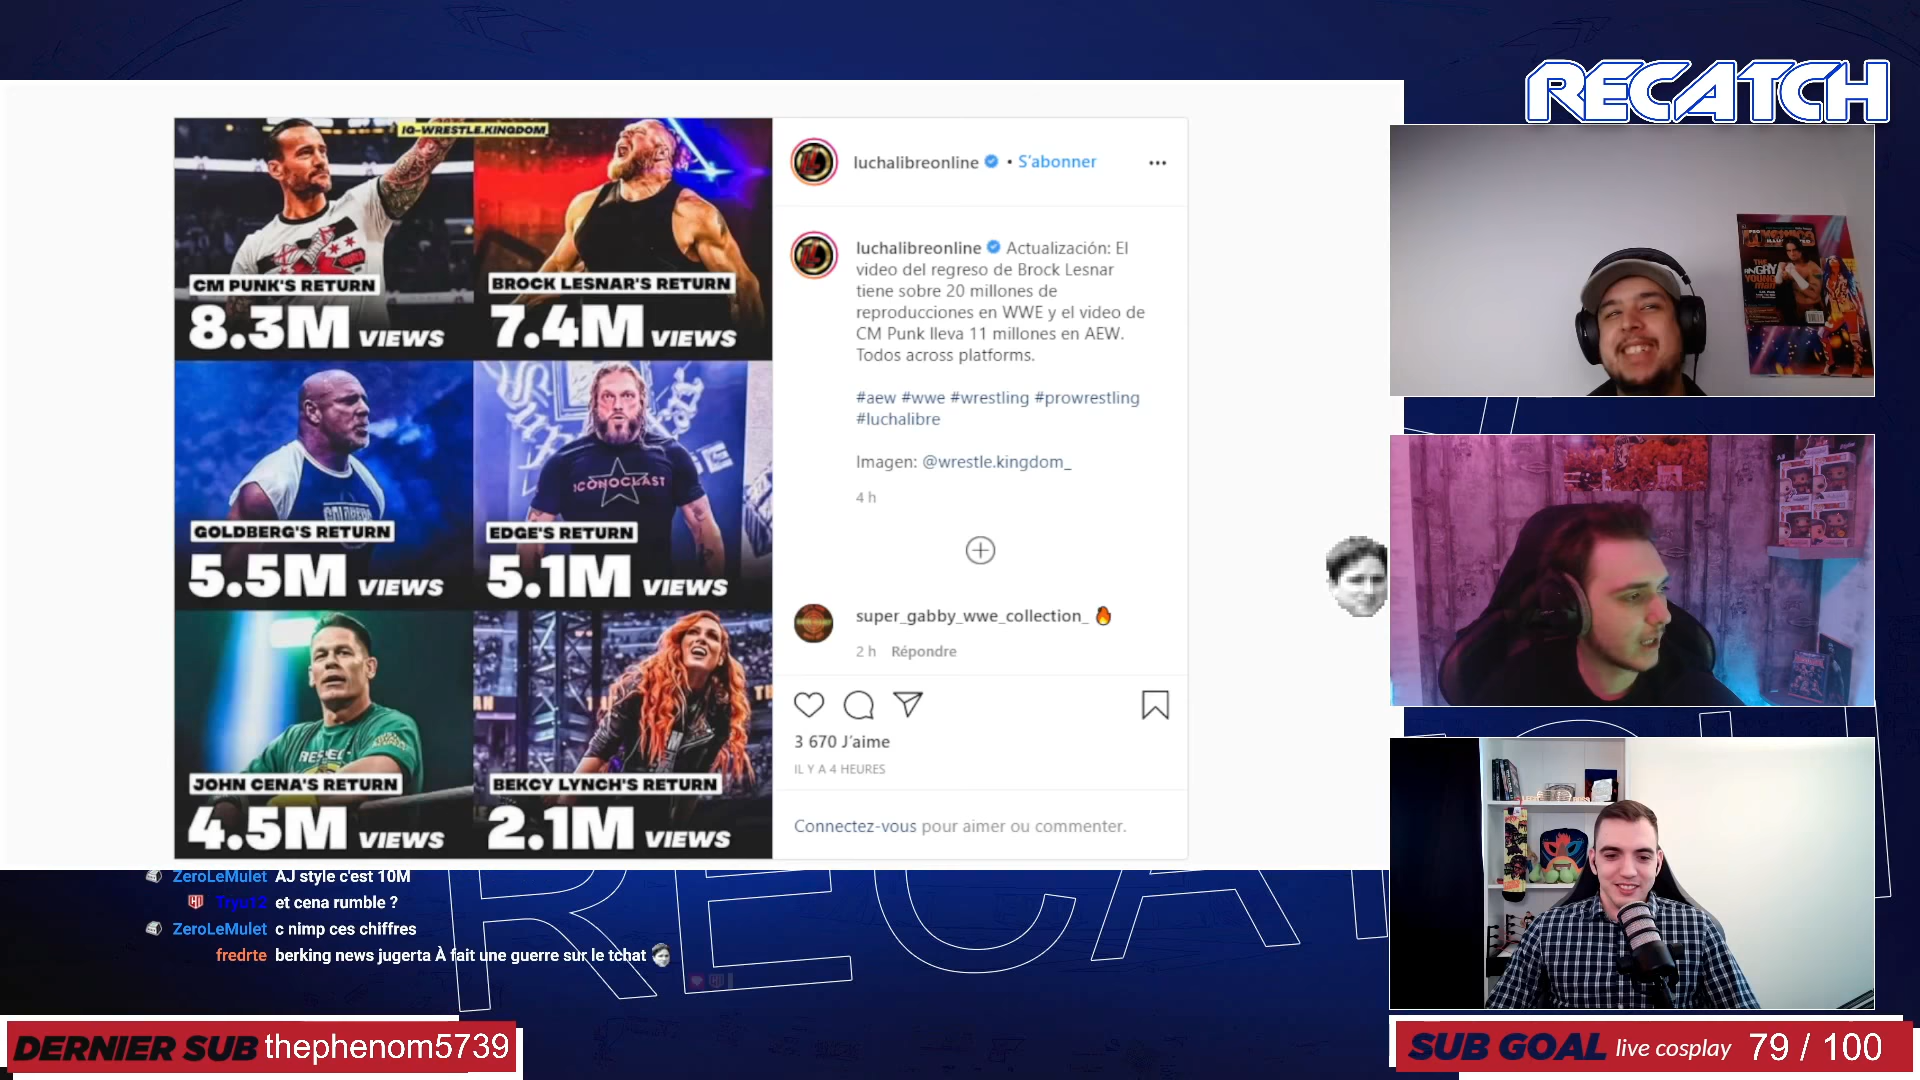 RECATCH
IG-WRESTLE.KINGDOM
CM PUNK'S RETURN
8.3M VIEWS
BROCK LESNAR'S RETURN
7.4M VIEWS
GOLDBERG'S RETURN
5.5M VIEWS
ICONOCLAST
EDGE'S RETURN
5.1M VIEWS
JOHN CENA'S RETURN
4.5M VIEWS
BEKCY LYNCH'S RETURN
2.1M VIEWS
luchalibreonline • S'abonner
luchalibreonline Actualización: El
video del regreso de Brock Lesnar
tiene sobre 20 millones de
reproducciones en WWE y el video de
CM Punk lleva 11 millones en AEW.
Todos across platforms.
#aew #wwe #wrestling #prowrestling
#luchalibre
Imagen: @wrestle.kingdom_
4 h
super_gabby_wwe_collection_ 🔥
2 h Répondre
3 670 J'aime
IL Y A 4 HEURES
Connectez-vous pour aimer ou commenter.
THE
ANGRY
YOUNG
MAN
ZeroLeMulet AJ style c'est 10M
Tryu12 et cena rumble ?
ZeroLeMulet c nimp ces chiffres
fredrte berking news jugerta À fait une guerre sur le tchat
DERNIER SUB thephenom5739
SUB GOAL live cosplay 79 / 100